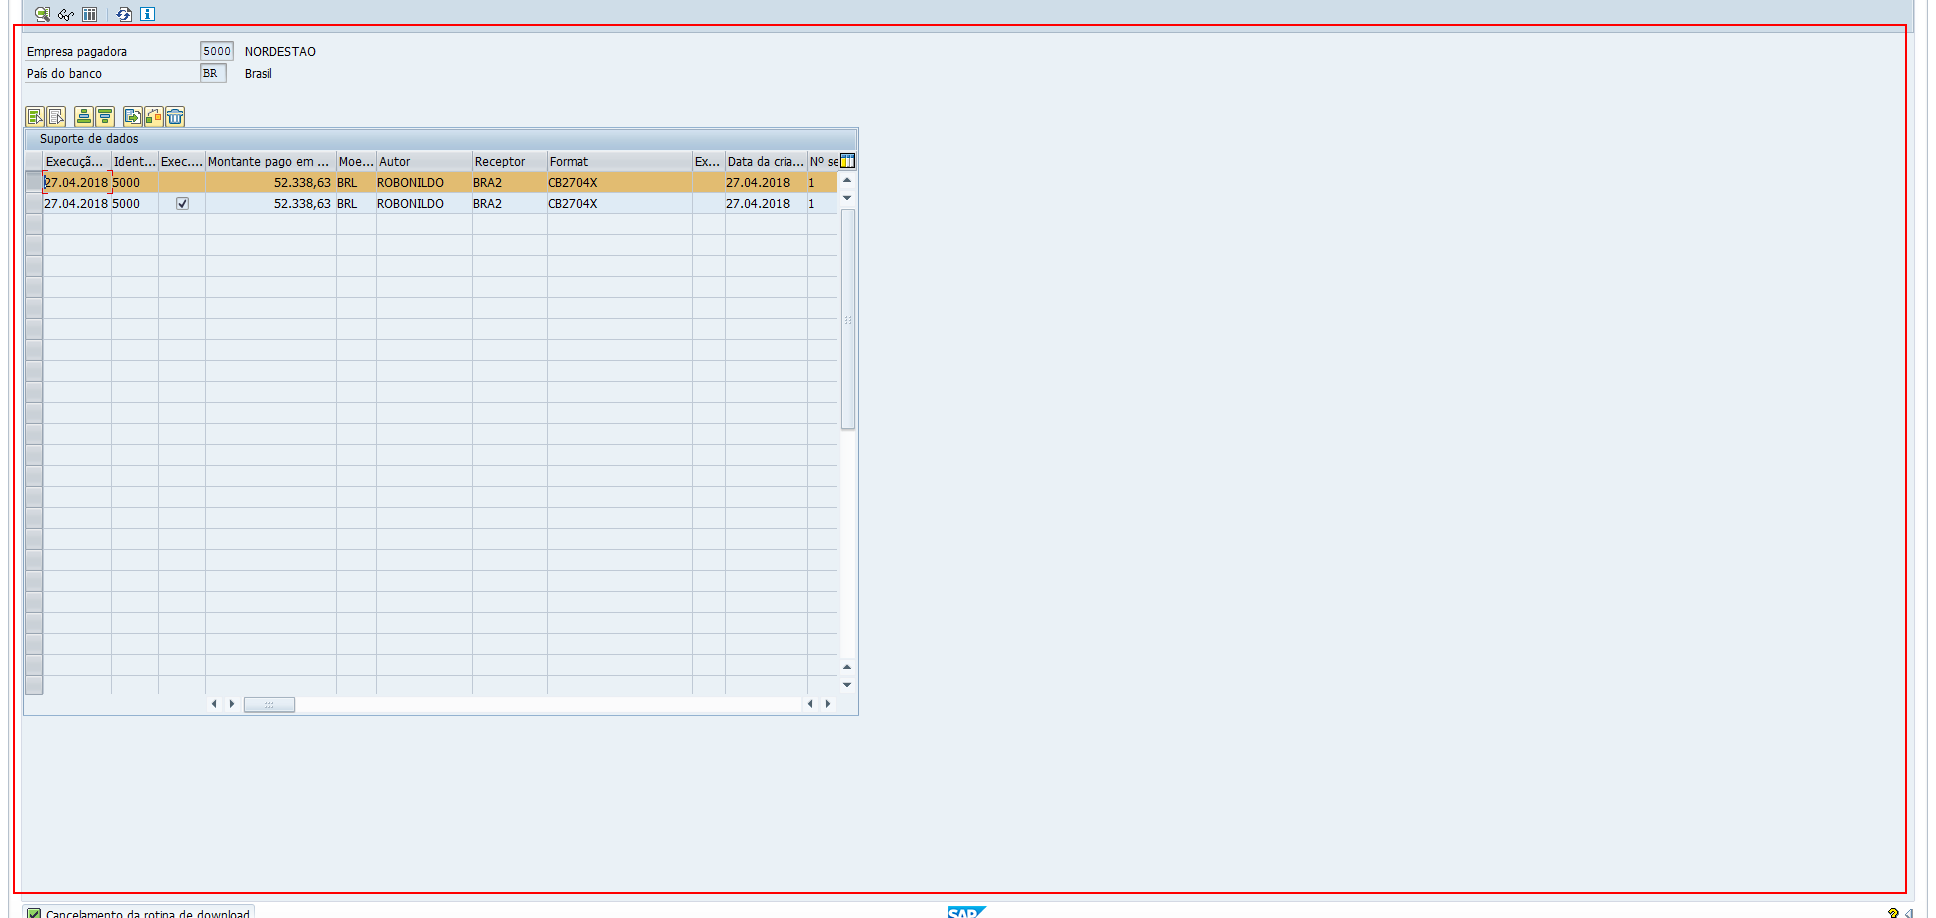 Empresa pagadora 5000 NORDESTAO
País do banco BR Brasil
Suporte de dados
Execuçã... Ident... Exec.... Montante pago em ... Moe... Autor Receptor Format Ex... Data da cria... Nº se
27.04.2018 5000 52.338,63 BRL ROBONILDO BRA2 CB2704X 27.04.2018 1
27.04.2018 5000 52.338,63 BRL ROBONILDO BRA2 CB2704X 27.04.2018 1
Cancelamento da rotina de download
SAP